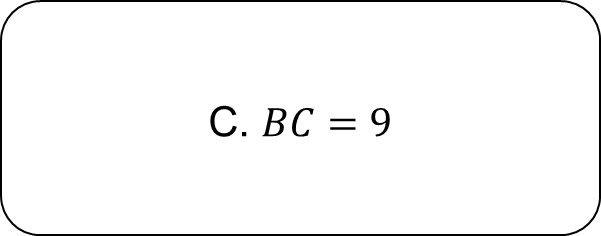 C. BC = 9